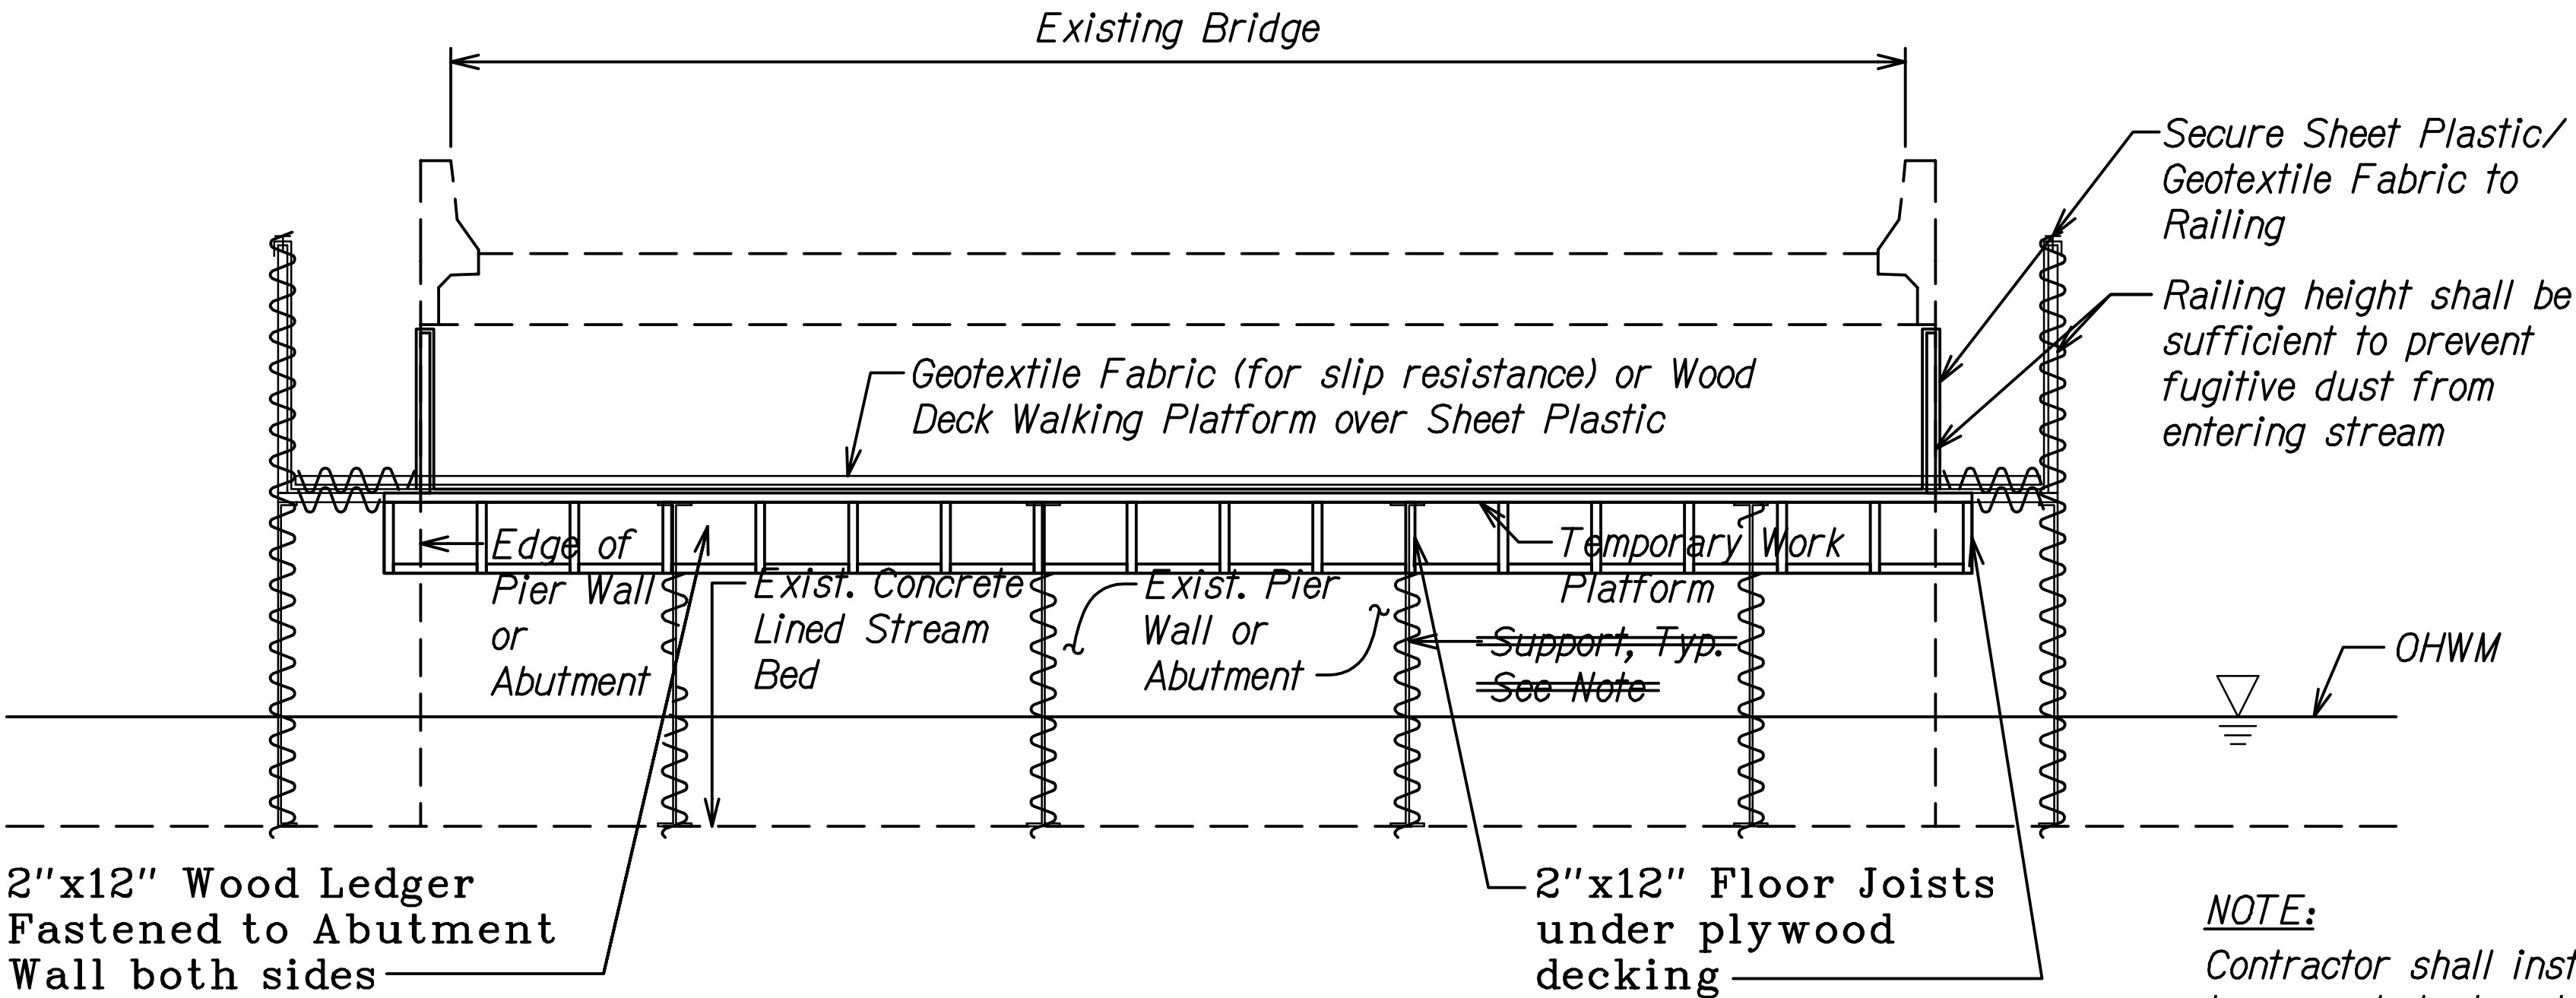 Existing Bridge
Secure Sheet Plastic/
Geotextile Fabric to
Railing
Railing height shall be
sufficient to prevent
fugitive dust from
entering stream
Geotextile Fabric (for slip resistance) or Wood
Deck Walking Platform over Sheet Plastic
Edge of
Pier Wall
or
Abutment
Exist. Concrete
Lined Stream
Bed
Exist. Pier
Wall or
Abutment
Temporary Work
Platform
Support, Typ.
See Note
OHWM
2"x12" Wood Ledger
Fastened to Abutment
Wall both sides
2"x12" Floor Joists
under plywood
decking
NOTE:
Contractor shall inst